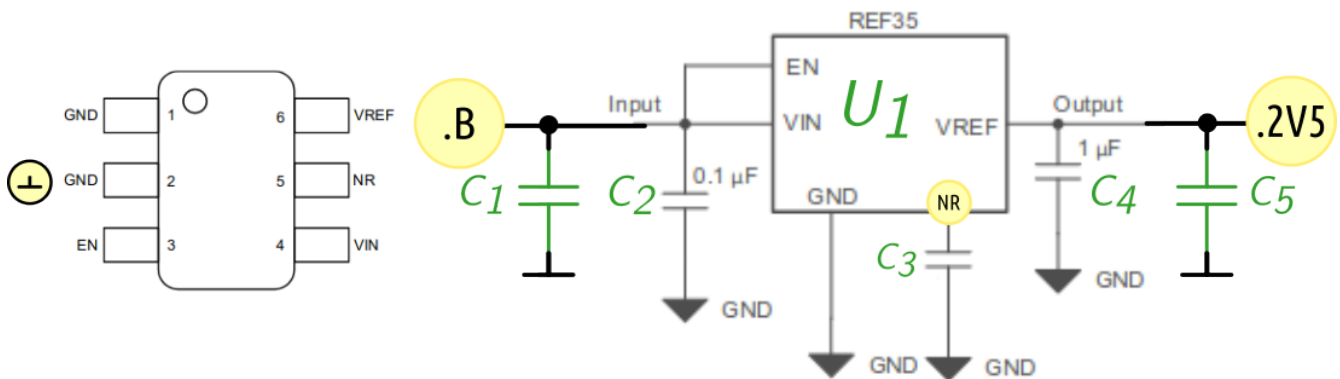 REF35
GND 1 6 VREF
GND 2 5 NR
EN 3 4 VIN
.B
Input
EN
VIN
U1
VREF
GND
NR
Output
.2V5
C1
C2
0.1 µF
C3
1 µF
C4
C5
GND
GND
GND
GND